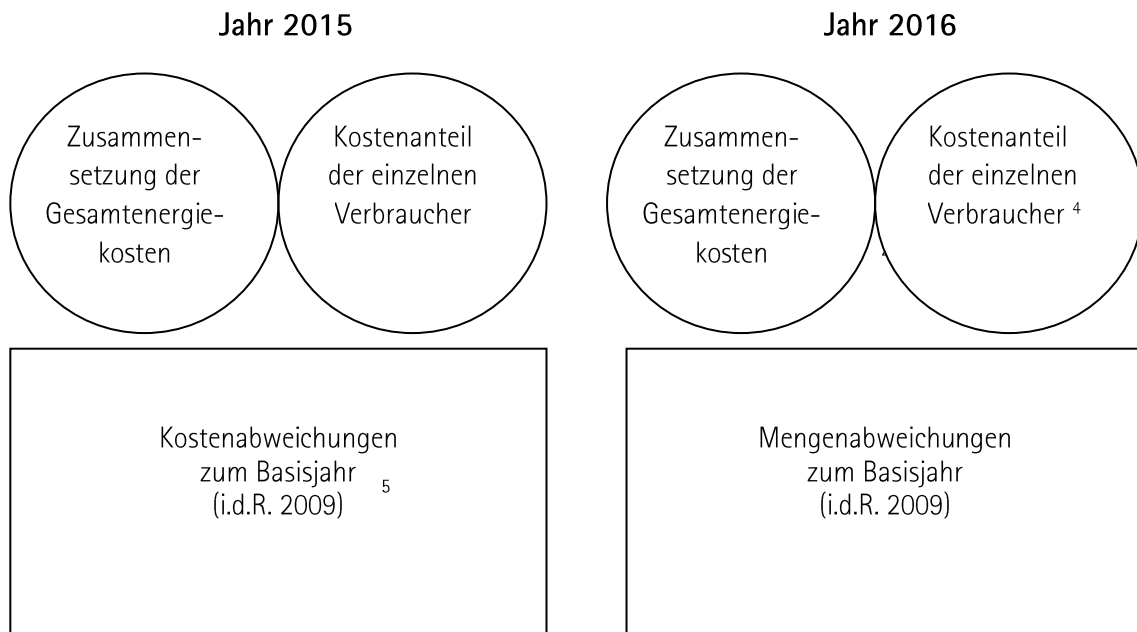 Jahr 2015
Zusammen-
setzung der
Gesamtenergie-
kosten
Kostenanteil
der einzelnen
Verbraucher
Jahr 2016
Zusammen-
setzung der
Gesamtenergie-
kosten
Kostenanteil
der einzelnen
Verbraucher 4
Kostenabweichungen
zum Basisjahr
(i.d.R. 2009) 5
Mengenabweichungen
zum Basisjahr
(i.d.R. 2009)